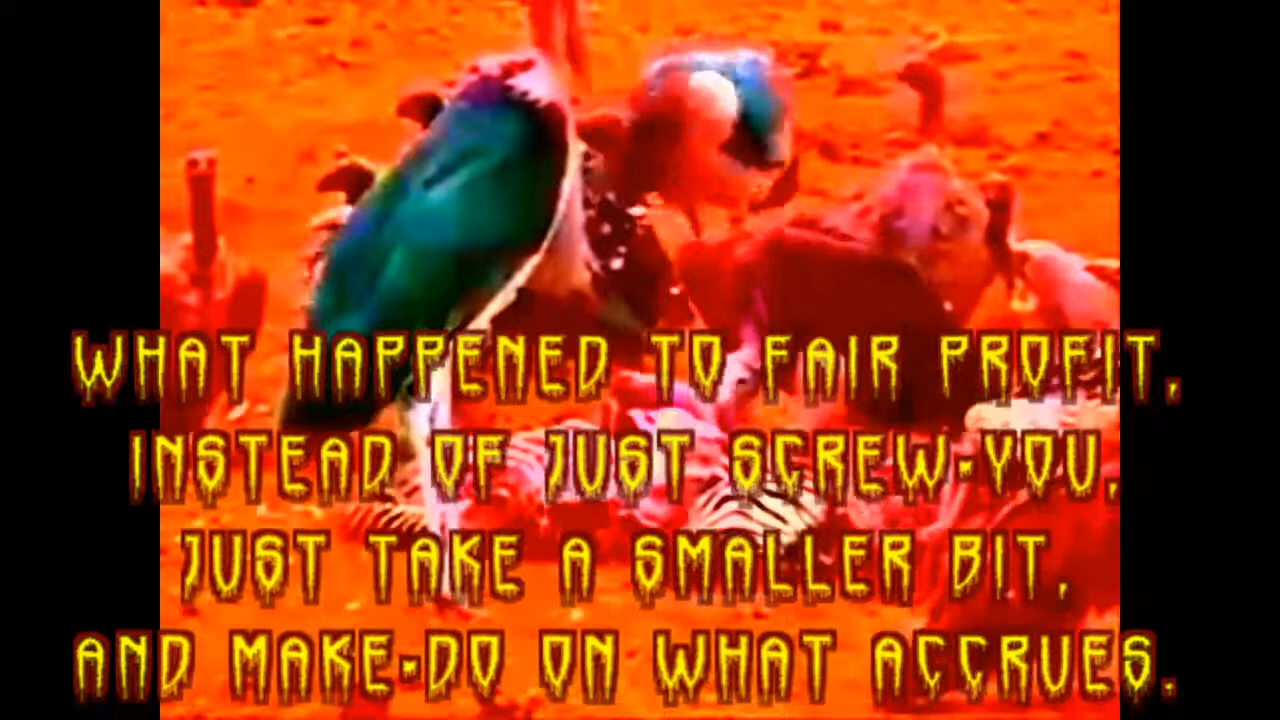 WHAT HAPPENED TO FAIR PROFIT,
INSTEAD OF JUST SCREW-YOU,
JUST TAKE A SMALLER BIT,
AND MAKE-DO ON WHAT ACCRUES.